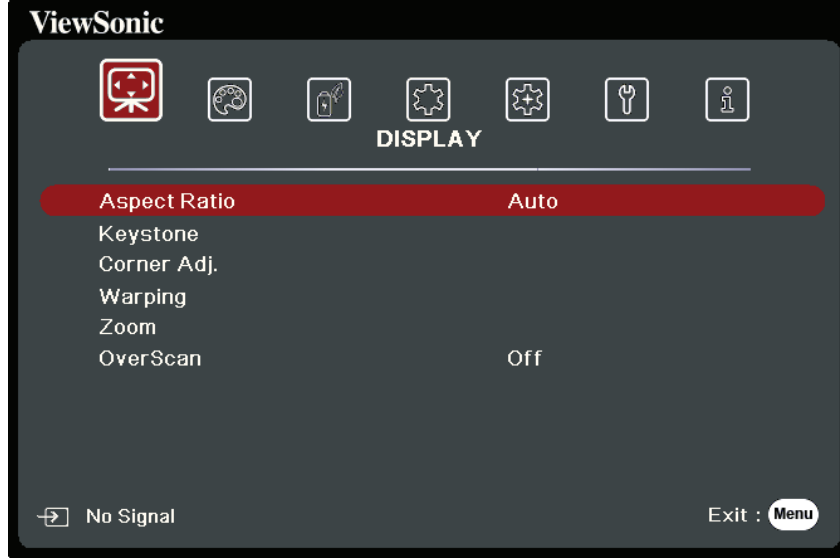 ViewSonic
DISPLAY
Aspect Ratio Auto
Keystone
Corner Adj.
Warping
Zoom
OverScan Off
No Signal Exit : Menu